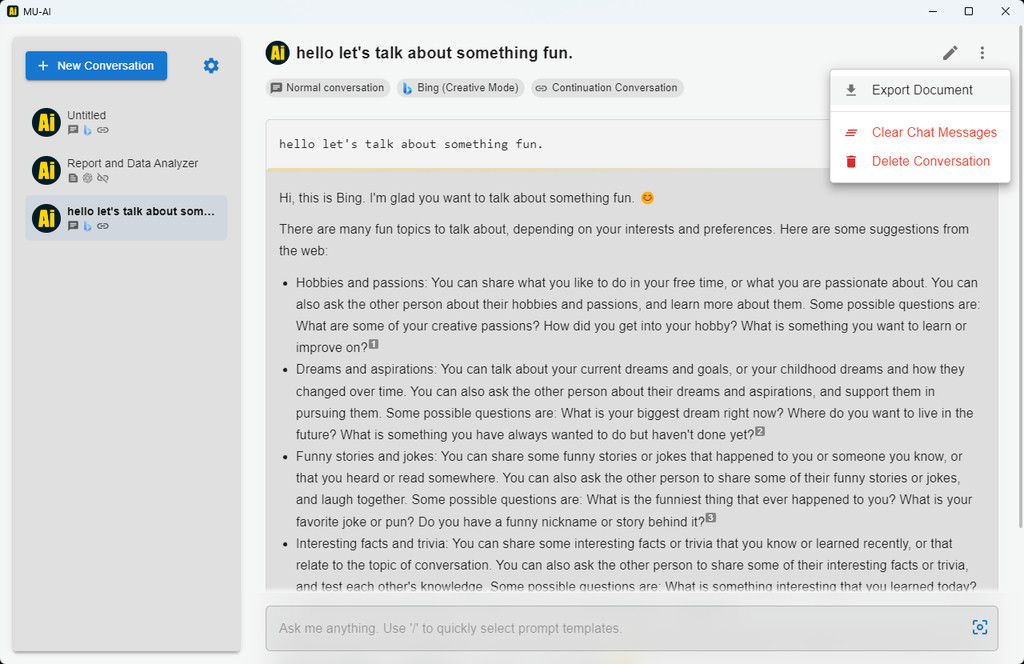 Ai MU-AI
+ New Conversation
Ai Untitled
Ai Report and Data Analyzer
Ai hello let's talk about som...
Ai hello let's talk about something fun.
Normal conversation Bing (Creative Mode) Continuation Conversation
Export Document
Clear Chat Messages
Delete Conversation
hello let's talk about something fun.
Hi, this is Bing. I'm glad you want to talk about something fun. 😊
There are many fun topics to talk about, depending on your interests and preferences. Here are some suggestions from
the web:
• Hobbies and passions: You can share what you like to do in your free time, or what you are passionate about. You can
also ask the other person about their hobbies and passions, and learn more about them. Some possible questions are:
What are some of your creative passions? How did you get into your hobby? What is something you want to learn or
improve on?1
• Dreams and aspirations: You can talk about your current dreams and goals, or your childhood dreams and how they
changed over time. You can also ask the other person about their dreams and aspirations, and support them in
pursuing them. Some possible questions are: What is your biggest dream right now? Where do you want to live in the
future? What is something you have always wanted to do but haven't done yet?2
• Funny stories and jokes: You can share some funny stories or jokes that happened to you or someone you know, or
that you heard or read somewhere. You can also ask the other person to share some of their funny stories or jokes,
and laugh together. Some possible questions are: What is the funniest thing that ever happened to you? What is your
favorite joke or pun? Do you have a funny nickname or story behind it?3
• Interesting facts and trivia: You can share some interesting facts or trivia that you know or learned recently, or that
relate to the topic of conversation. You can also ask the other person to share some of their interesting facts or trivia,
and test each other's knowledge. Some possible questions are: What is something interesting that you learned today?
Ask me anything. Use '/' to quickly select prompt templates.